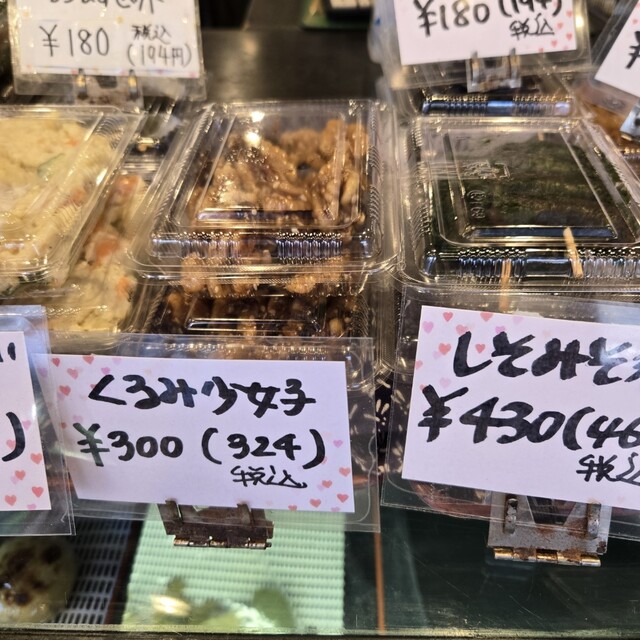 ¥180 税込
(194円)
¥180 (194)
税込
くるみ少女子
¥300 (324)
税込
しそみそ
¥430(46
税込
)